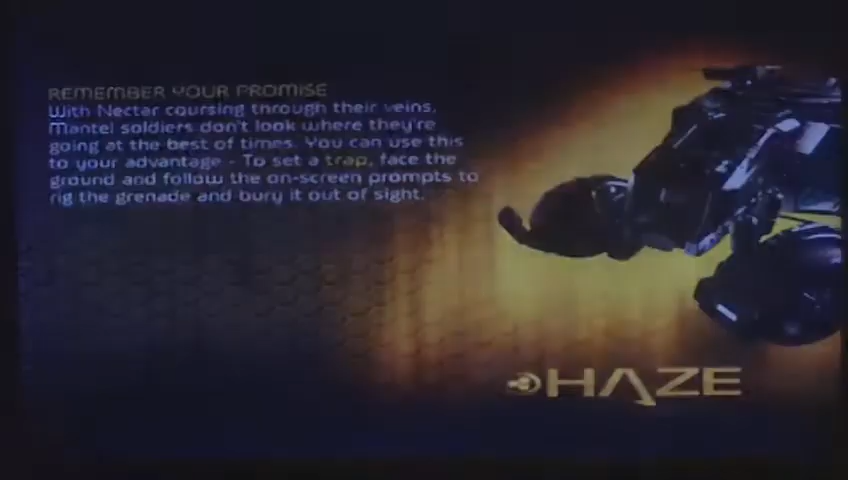 REMEMBER YOUR PROMISE
With Nectar coursing through their veins,
Mantel soldiers don't look where they're
going at the best of times. You can use this
to your advantage - To set a trap, face the
ground and follow the on-screen prompts to
rig the grenade and bury it out of sight.
HAZE